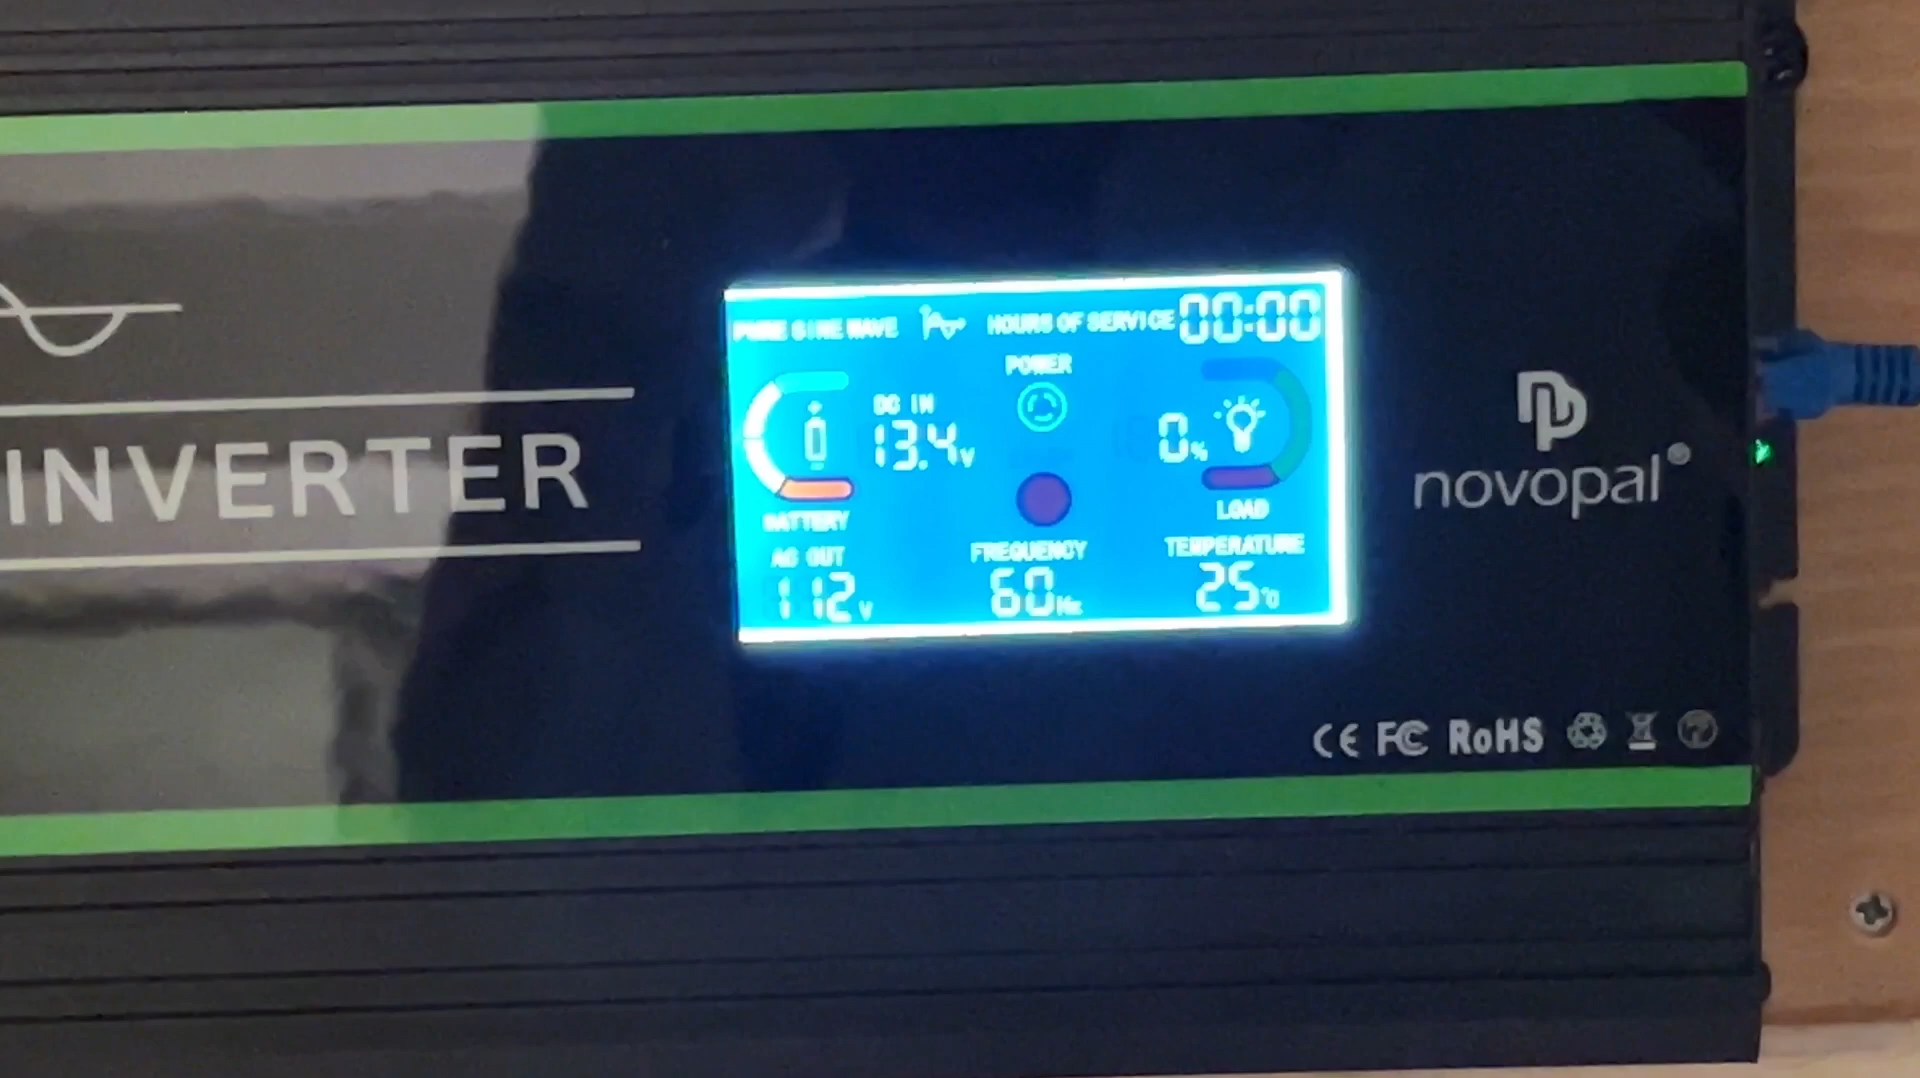 PURE SINE WAVE HOURS OF SERVICE 00:00
POWER
DC IN
13.4V
0%
BATTERY
LOAD
AC OUT
112V
FREQUENCY
60Hz
TEMPERATURE
25℃
INVERTER
novopal®
CE FC RoHS